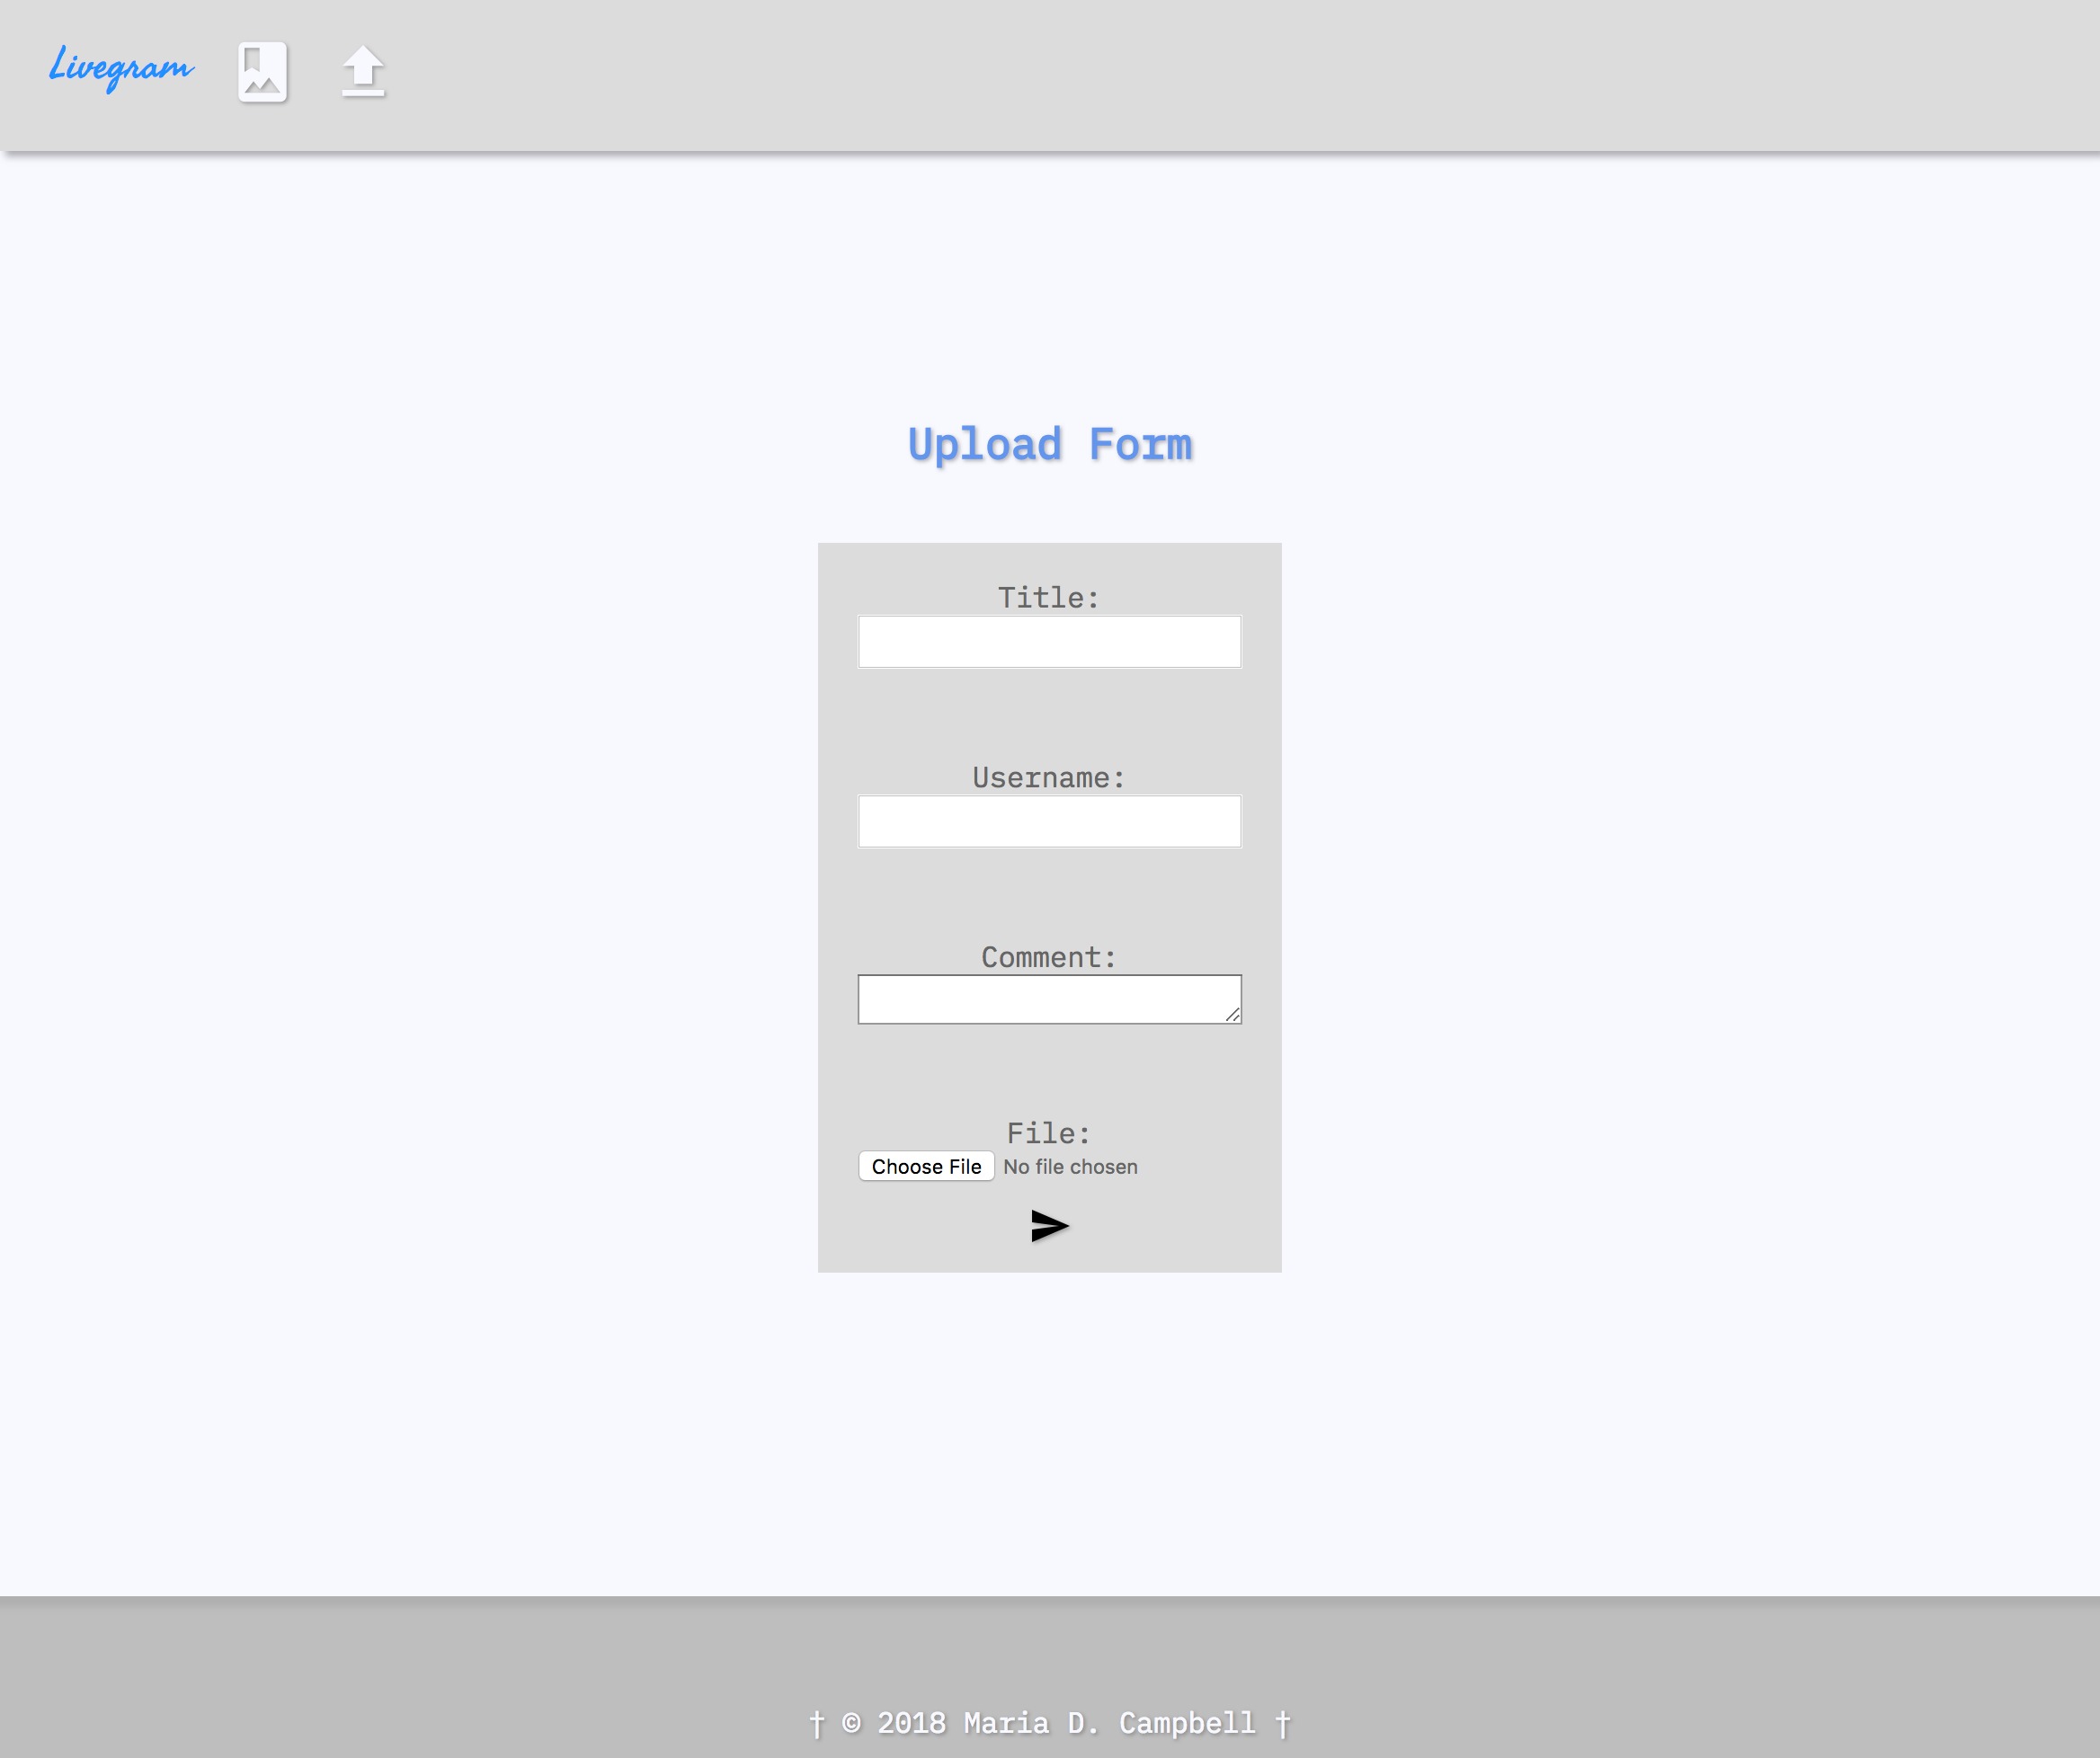 Livegram
Upload Form
Title:
Username:
Comment:
File:
Choose File No file chosen
† © 2018 Maria D. Campbell †